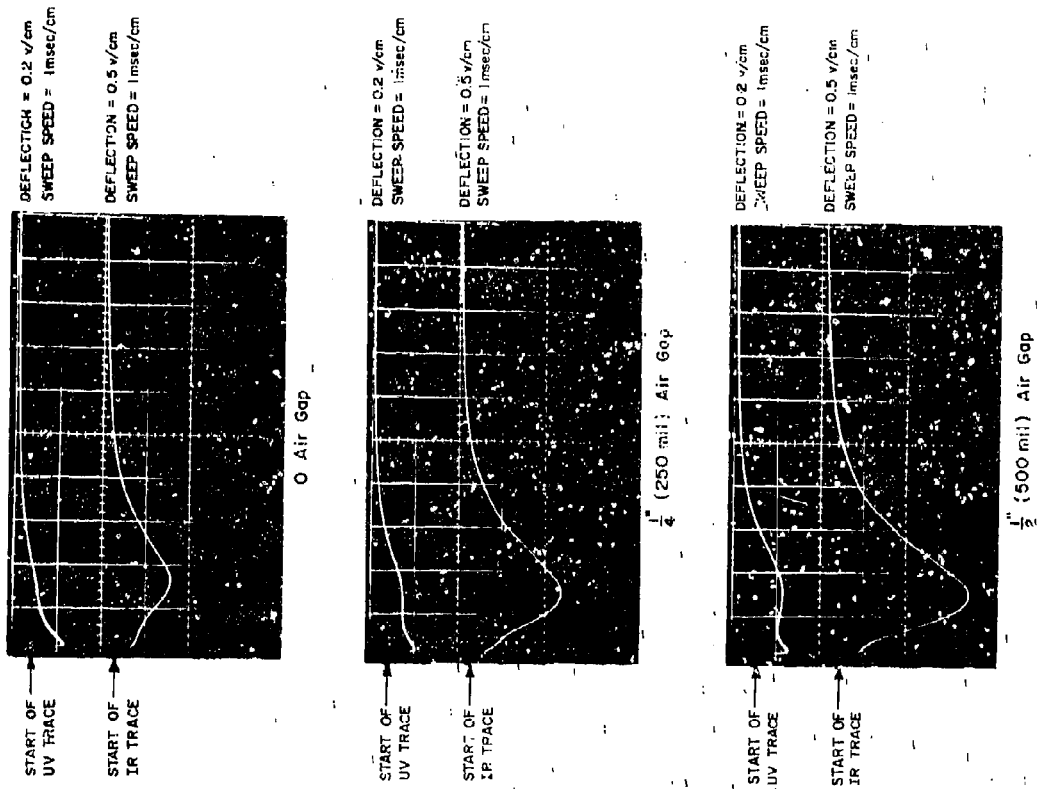 DEFLECTION = 0.2 v/cm
SWEEP SPEED = 1msec/cm
DEFLECTION = 0.5 v/cm
SWEEP SPEED = 1msec/cm
START OF
UV TRACE
START OF
IR TRACE
0 Air Gap
DEFLECTION = 0.2 v/cm
SWEEP SPEED = 1msec/cm
DEFLECTION = 0.5 v/cm
SWEEP SPEED = 1msec/cm
START OF
UV TRACE
START OF
IR TRACE
1/4" (250 mil) Air Gap
DEFLECTION = 0.2 v/cm
SWEEP SPEED = 1msec/cm
DEFLECTION = 0.5 v/cm
SWEEP SPEED = 1msec/cm
START OF
UV TRACE
START OF
IR TRACE
1/2" (500 mil) Air Gap